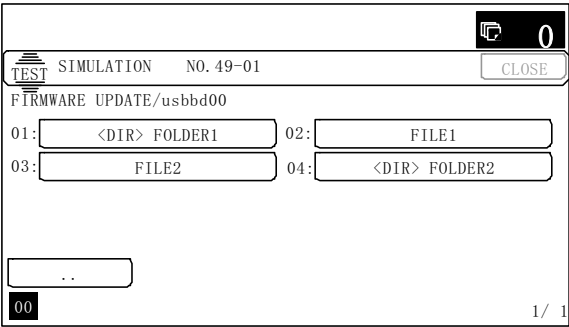 0
TEST SIMULATION NO.49-01 CLOSE
FIRMWARE UPDATE/usbbd00
01: <DIR> FOLDER1 02: FILE1
03: FILE2 04: <DIR> FOLDER2
..
00 1/ 1